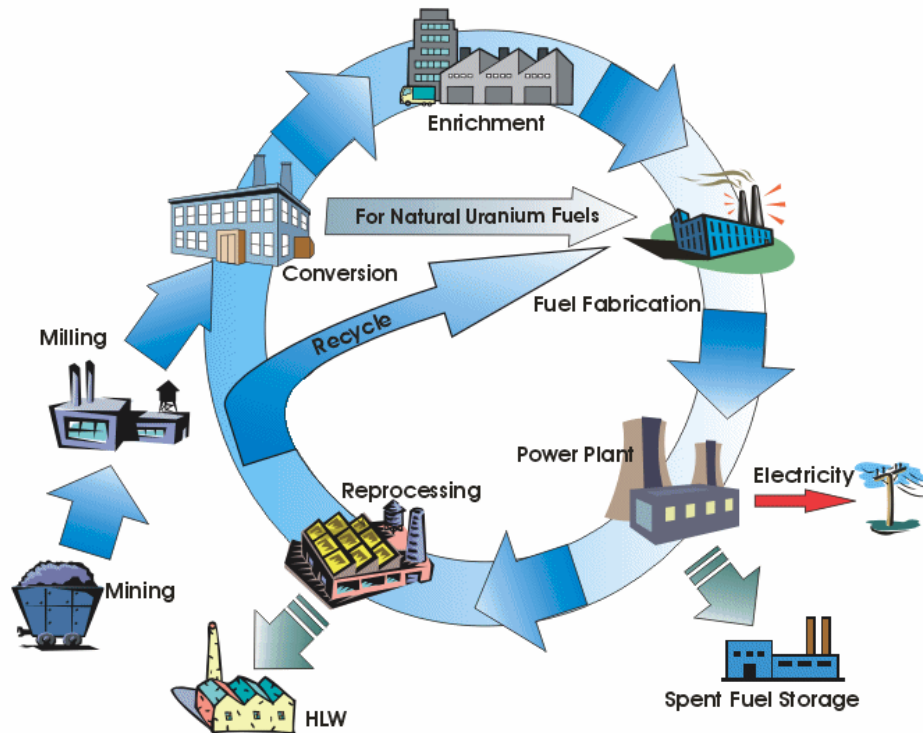 Enrichment
For Natural Uranium Fuels
Conversion
Fuel Fabrication
Recycle
Milling
Power Plant
Electricity
Reprocessing
Mining
Spent Fuel Storage
HLW